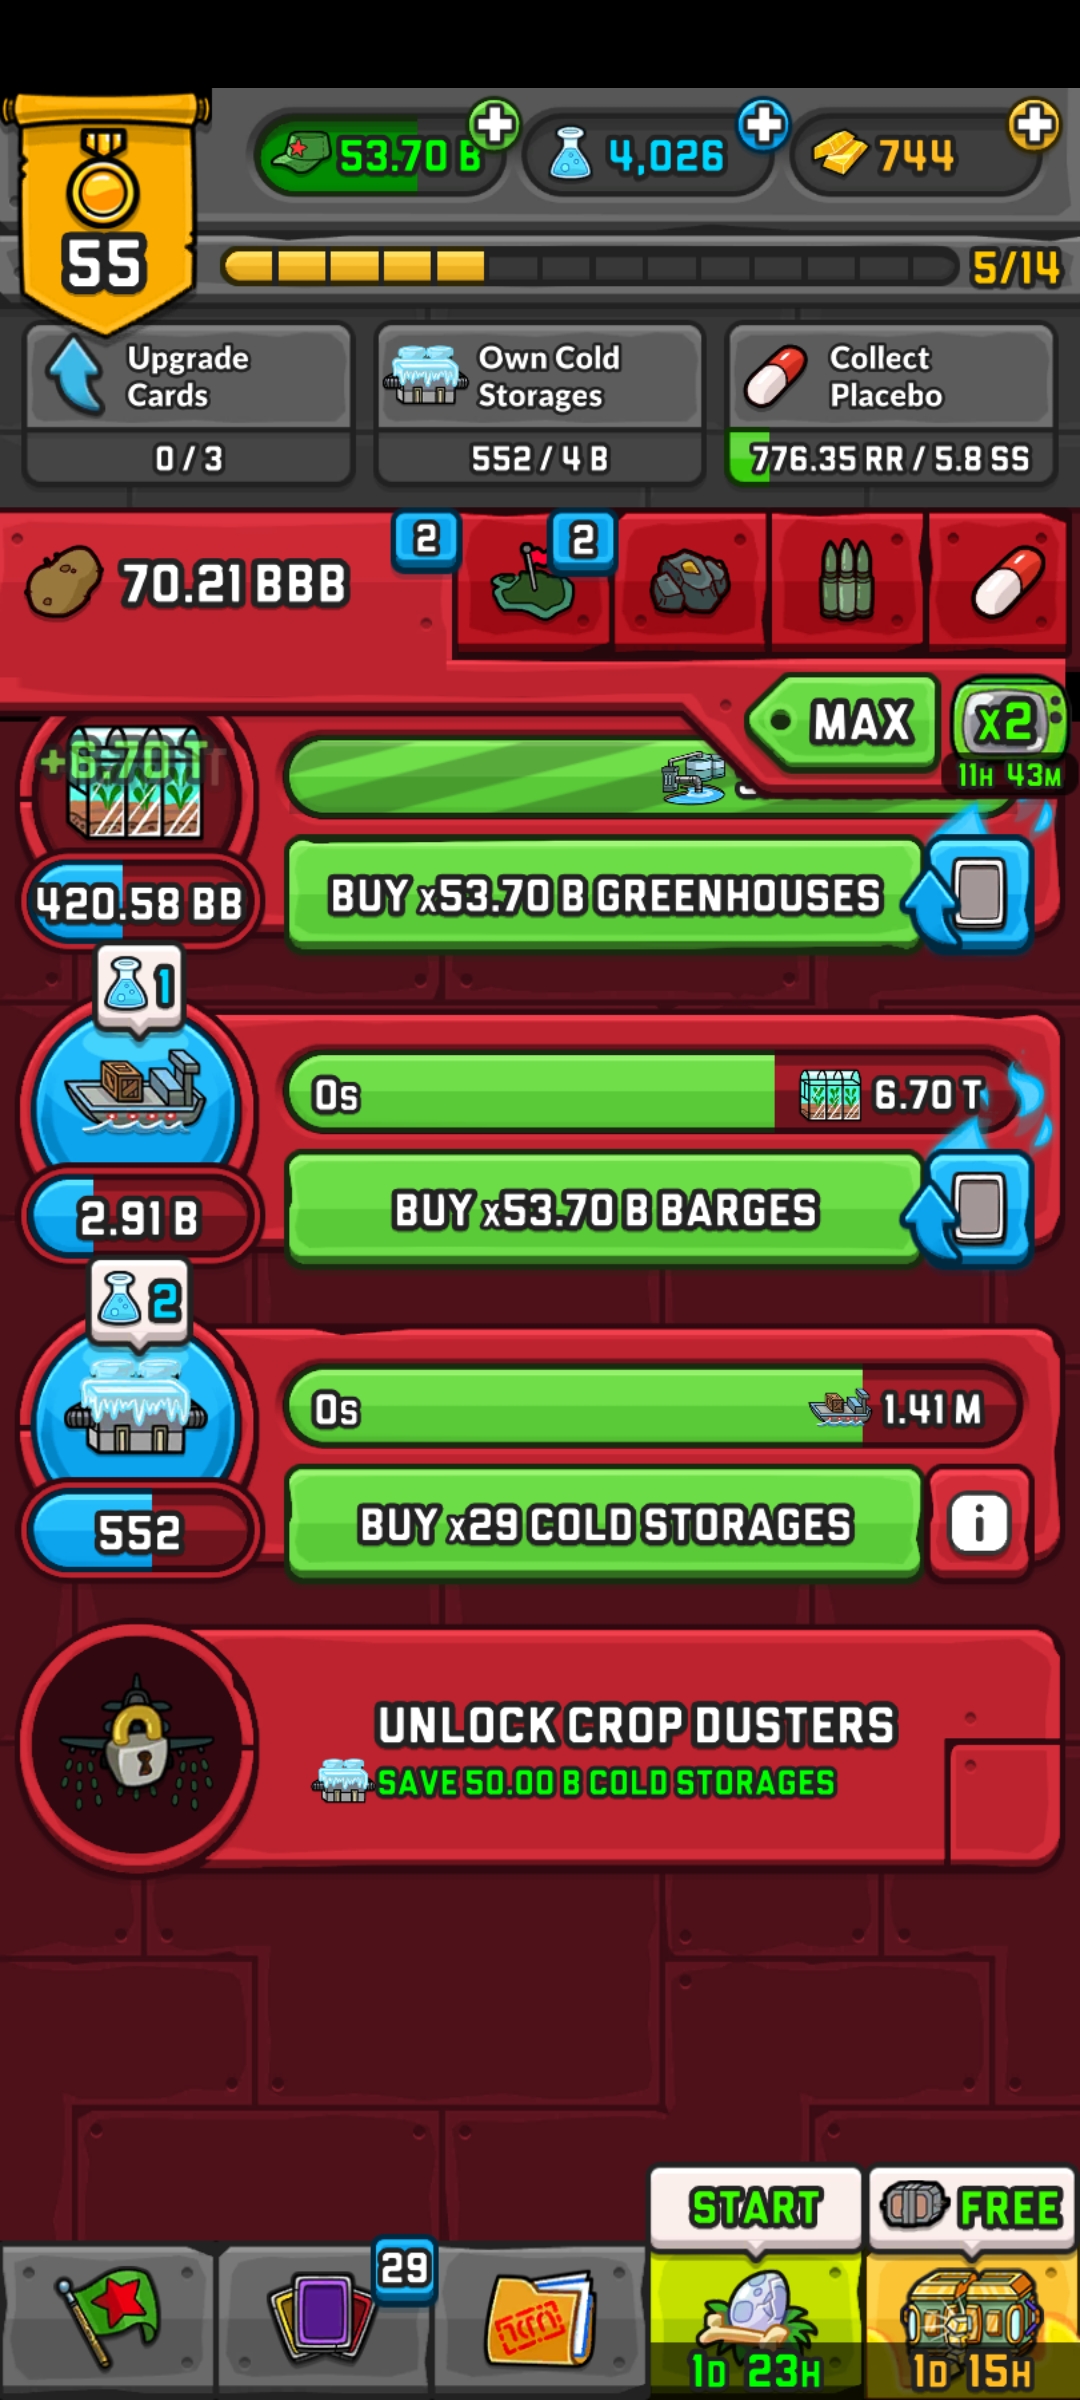 53.70 B
4,026
744
55
5/14
Upgrade
Cards
0 / 3
Own Cold
Storages
552 / 4 B
Collect
Placebo
776.35 RR / 5.8 SS
70.21 BBB
2
2
MAX
x2
11H 43M
+6.70 T
420.58 BB
BUY x53.70 B GREENHOUSES
1
0s
6.70 T
2.91 B
BUY x53.70 B BARGES
2
0s
1.41 M
552
BUY x29 COLD STORAGES
i
UNLOCK CROP DUSTERS
SAVE 50.00 B COLD STORAGES
START
FREE
29
1D 23H
1D 15H